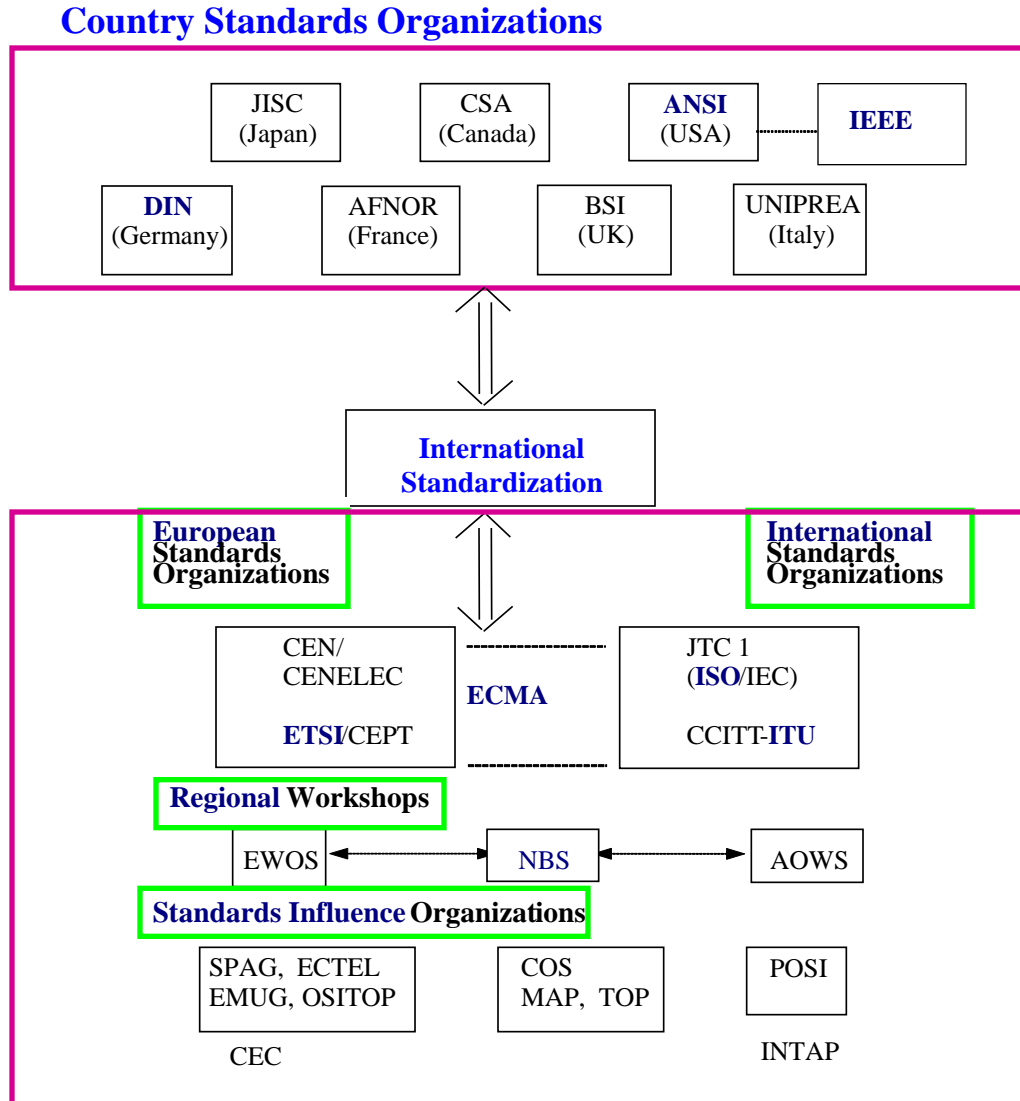 Country Standards Organizations
JISC
(Japan)
CSA
(Canada)
ANSI
(USA)
IEEE
DIN
(Germany)
AFNOR
(France)
BSI
(UK)
UNIPREA
(Italy)
International
Standardization
European
Standards
Organizations
International
Standards
Organizations
CEN/
CENELEC
ETSI/CEPT
ECMA
JTC 1
(ISO/IEC)
CCITT-ITU
Regional Workshops
EWOS
NBS
AOWS
Standards Influence Organizations
SPAG, ECTEL
EMUG, OSITOP
COS
MAP, TOP
POSI
CEC
INTAP